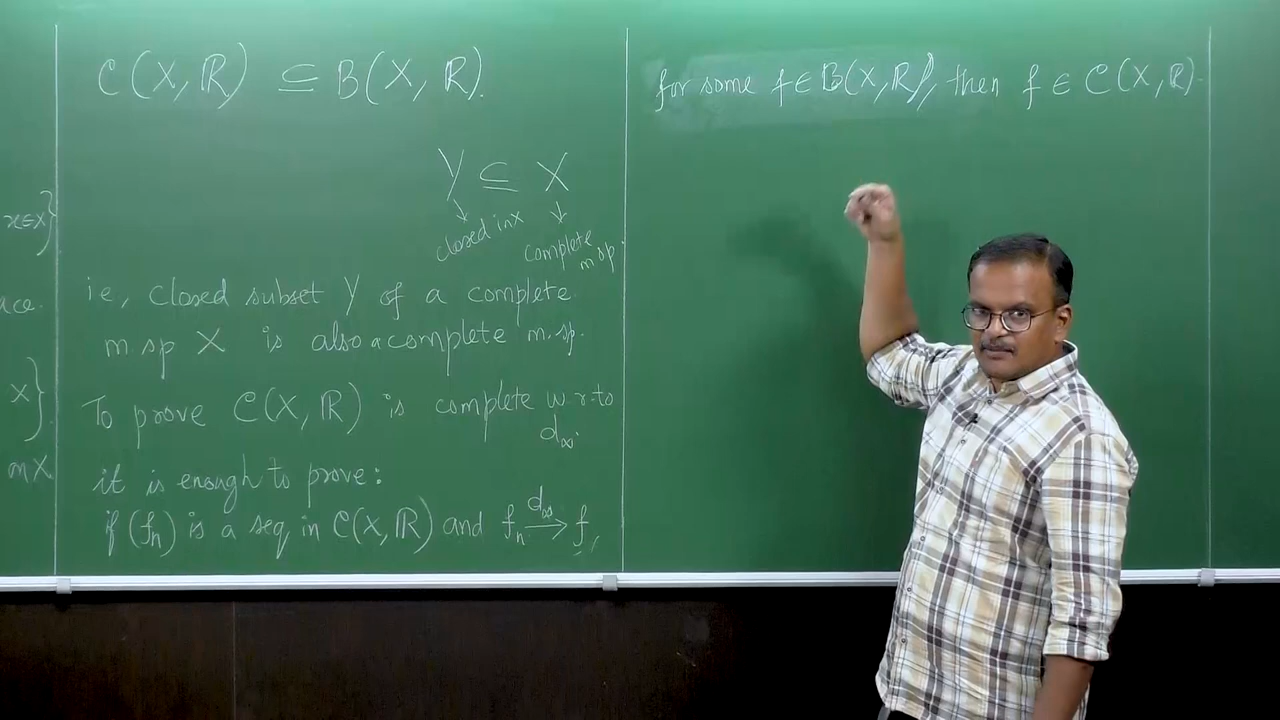 x∈X}
ace.
X}
m X
C(X, ℝ) ⊆ B(X, ℝ).
Y ⊆ X
closed in X
complete
m.sp.
i.e., closed subset Y of a complete
m.sp X is also a complete m.sp.
To prove C(X, ℝ) is complete w.r.to
d∞.
it is enough to prove:
if (fₙ) is a seq in C(X, ℝ) and fₙ d∞→ f,
for some f ∈ B(X, ℝ), then f ∈ C(X, ℝ).